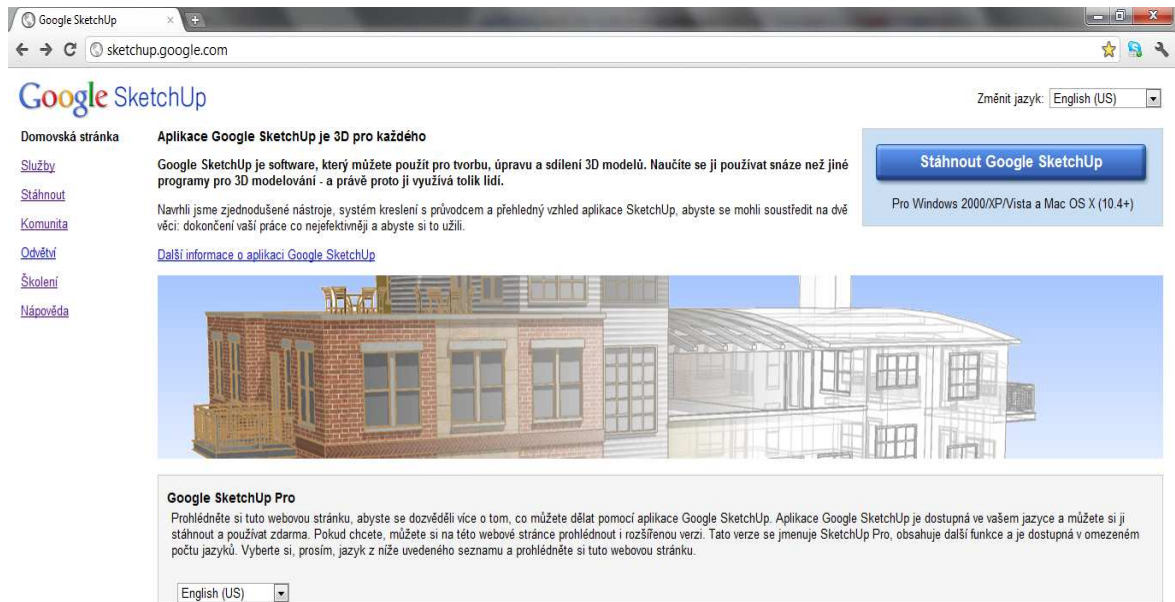 Google SketchUp
sketchup.google.com
Google SketchUp
Změnit jazyk: English (US)
Domovská stránka
Služby
Stáhnout
Komunita
Odvětví
Školení
Nápověda
Aplikace Google SketchUp je 3D pro každého
Google SketchUp je software, který můžete použít pro tvorbu, úpravu a sdílení 3D modelů. Naučíte se ji používat snáze než jiné
programy pro 3D modelování - a právě proto ji využívá tolik lidí.
Navrhli jsme zjednodušené nástroje, systém kreslení s průvodcem a přehledný vzhled aplikace SketchUp, abyste se mohli soustředit na dvě
věci: dokončení vaší práce co nejefektivněji a abyste si to užili.
Další informace o aplikaci Google SketchUp
Stáhnout Google SketchUp
Pro Windows 2000/XP/Vista a Mac OS X (10.4+)
Google SketchUp Pro
Prohlédněte si tuto webovou stránku, abyste se dozvěděli více o tom, co můžete dělat pomocí aplikace Google SketchUp. Aplikace Google SketchUp je dostupná ve vašem jazyce a můžete si ji
stáhnout a používat zdarma. Pokud chcete, můžete si na této webové stránce prohlédnout i rozšířenou verzi. Tato verze se jmenuje SketchUp Pro, obsahuje další funkce a je dostupná v omezeném
počtu jazyků. Vyberte si, prosím, jazyk z níže uvedeného seznamu a prohlédněte si tuto webovou stránku.
English (US)